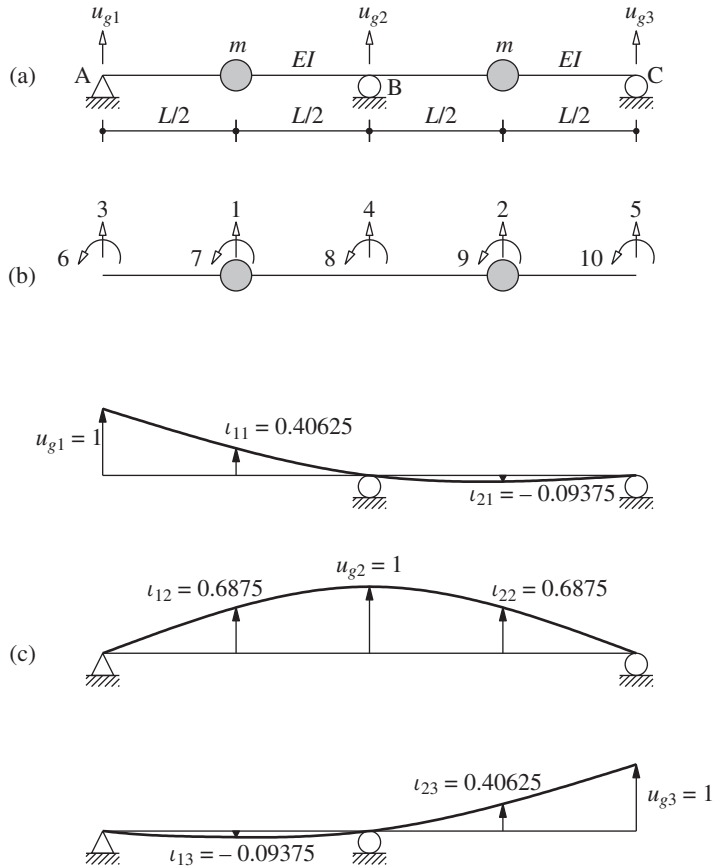 u_g1 u_g2 u_g3
(a) A m EI B m EI C
L/2 L/2 L/2 L/2
3 1 4 2 5
(b) 6 7 8 9 10
u_g1 = 1 ι_11 = 0.40625
ι_21 = – 0.09375
u_g2 = 1
(c) ι_12 = 0.6875 ι_22 = 0.6875
ι_23 = 0.40625
u_g3 = 1
ι_13 = – 0.09375